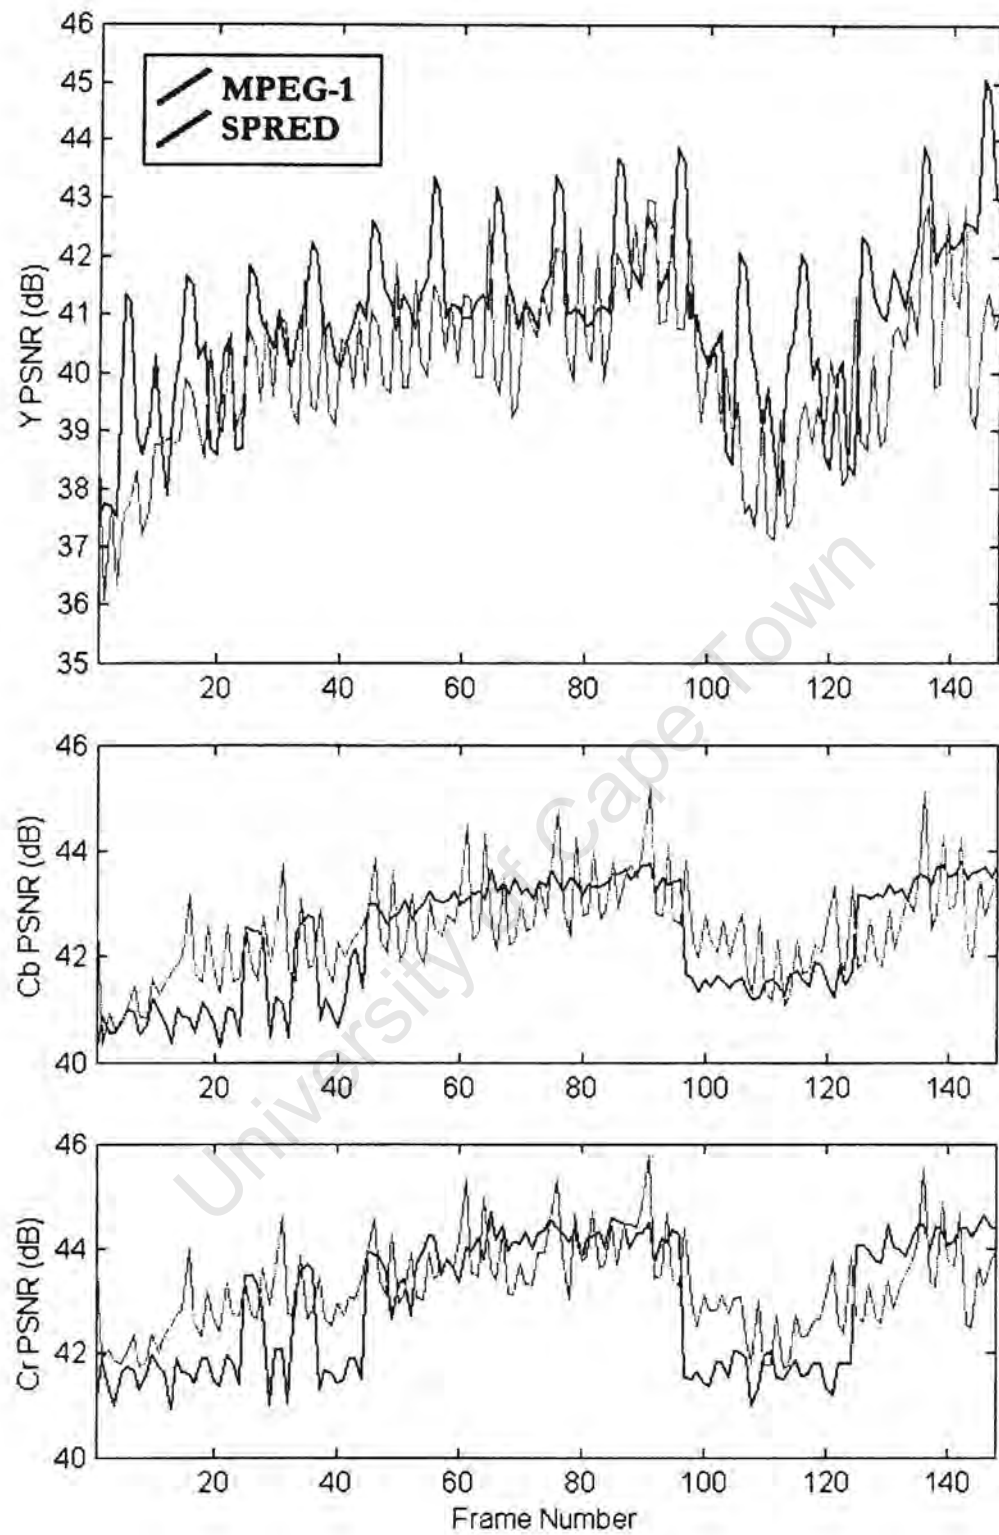 46
45
44
43
42
41
40
39
38
37
36
35
Y PSNR (dB)
MPEG-1
SPRED
20 40 60 80 100 120 140
46
44
42
40
Cb PSNR (dB)
20 40 60 80 100 120 140
46
44
42
40
Cr PSNR (dB)
20 40 60 80 100 120 140
Frame Number
University of Cape Town